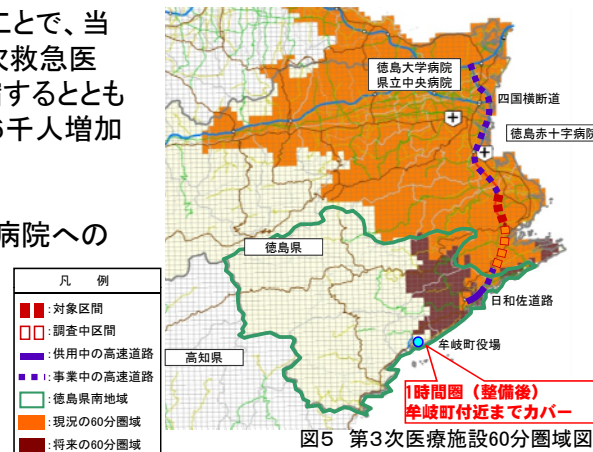 ことで、当
次救急医
するととも
6千人増加
病院への
徳島大学病院
県立中央病院
四国横断道
徳島赤十字病院
徳島県
日和佐道路
高知県
牟岐町役場
1時間圏（整備後）
牟岐町付近までカバー
凡 例
:対象区間
:調査中区間
:供用中の高速道路
:事業中の高速道路
:徳島県南地域
:現況の60分圏域
:将来の60分圏域
図5 第3次医療施設60分圏域図